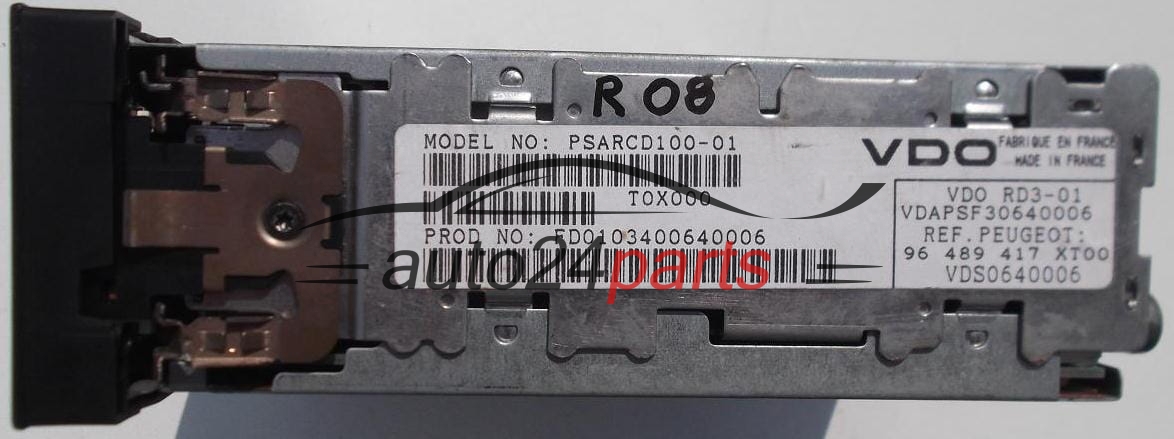 R 08
MODEL NO: PSARCD100-01
T0X000
PROD NO: FD0103400640006
VDO
FABRIQUE EN FRANCE
MADE IN FRANCE
VDO RD3-01
VDAPSF30640006
REF.PEUGEOT:
96 489 417 XT00
VDS0640006
auto24parts